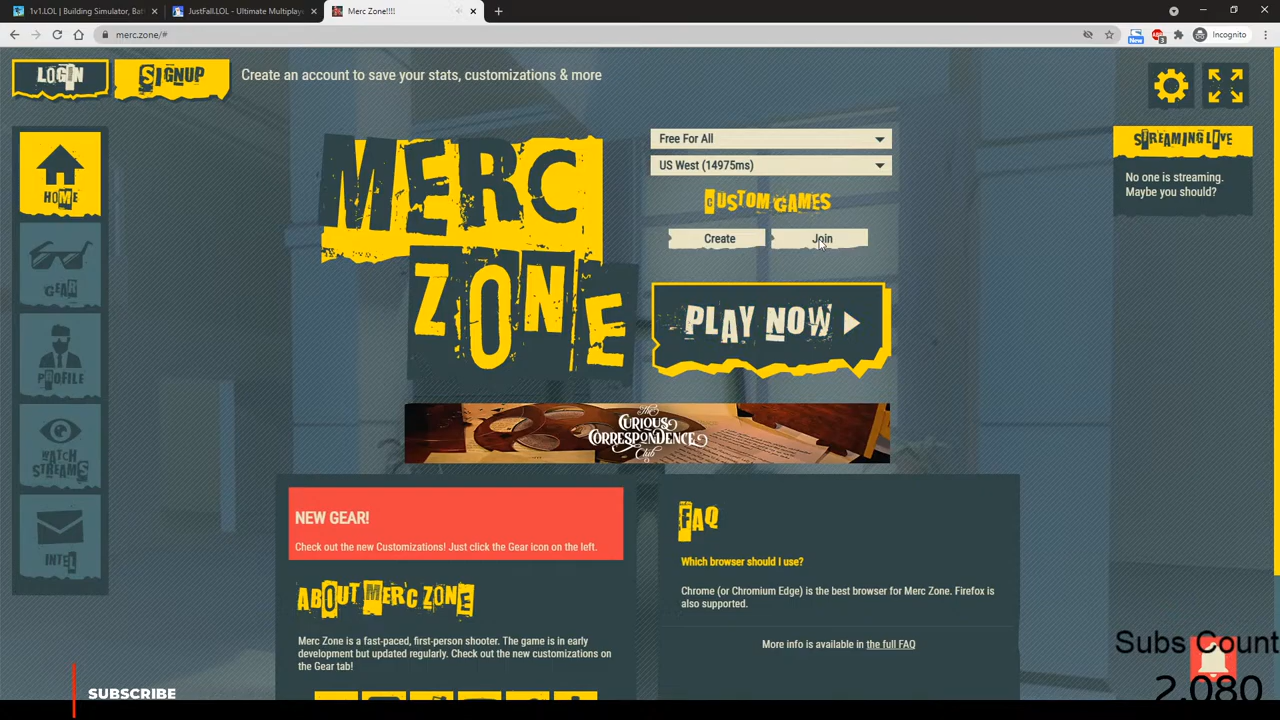 1v1.LOL | Building Simulator, Bat
JustFall.LOL - Ultimate Multiplaye
Merc Zone!!!!
merc.zone/#
New
3
Incognito
LOGIN
SIGNUP
Create an account to save your stats, customizations & more
HOME
GEAR
PROFILE
WATCH STREAMS
INTEL
MERC
ZONE
Free For All
US West (14975ms)
CUSTOM GAMES
Create
Join
PLAY NOW
STREAMING LIVE
No one is streaming.
Maybe you should?
The
CURIOUS
CORRESPONDENCE
Club
NEW GEAR!
Check out the new Customizations! Just click the Gear icon on the left.
ABOUT MERC ZONE
Merc Zone is a fast-paced, first-person shooter. The game is in early
development but updated regularly. Check out the new customizations on
the Gear tab!
FAQ
Which browser should I use?
Chrome (or Chromium Edge) is the best browser for Merc Zone. Firefox is
also supported.
More info is available in the full FAQ
SUBSCRIBE
Subs Count
2,080